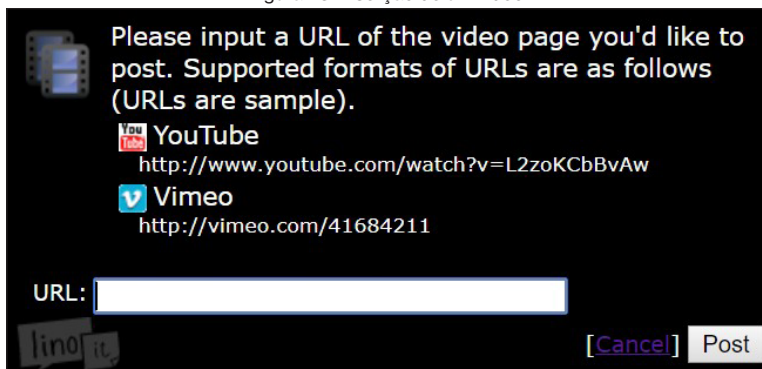 Please input a URL of the video page you'd like to
post. Supported formats of URLs are as follows
(URLs are sample).
You
Tube
YouTube
http://www.youtube.com/watch?v=L2zoKCbBvAw
Vimeo
http://vimeo.com/41684211
URL:
lino it
[Cancel] Post